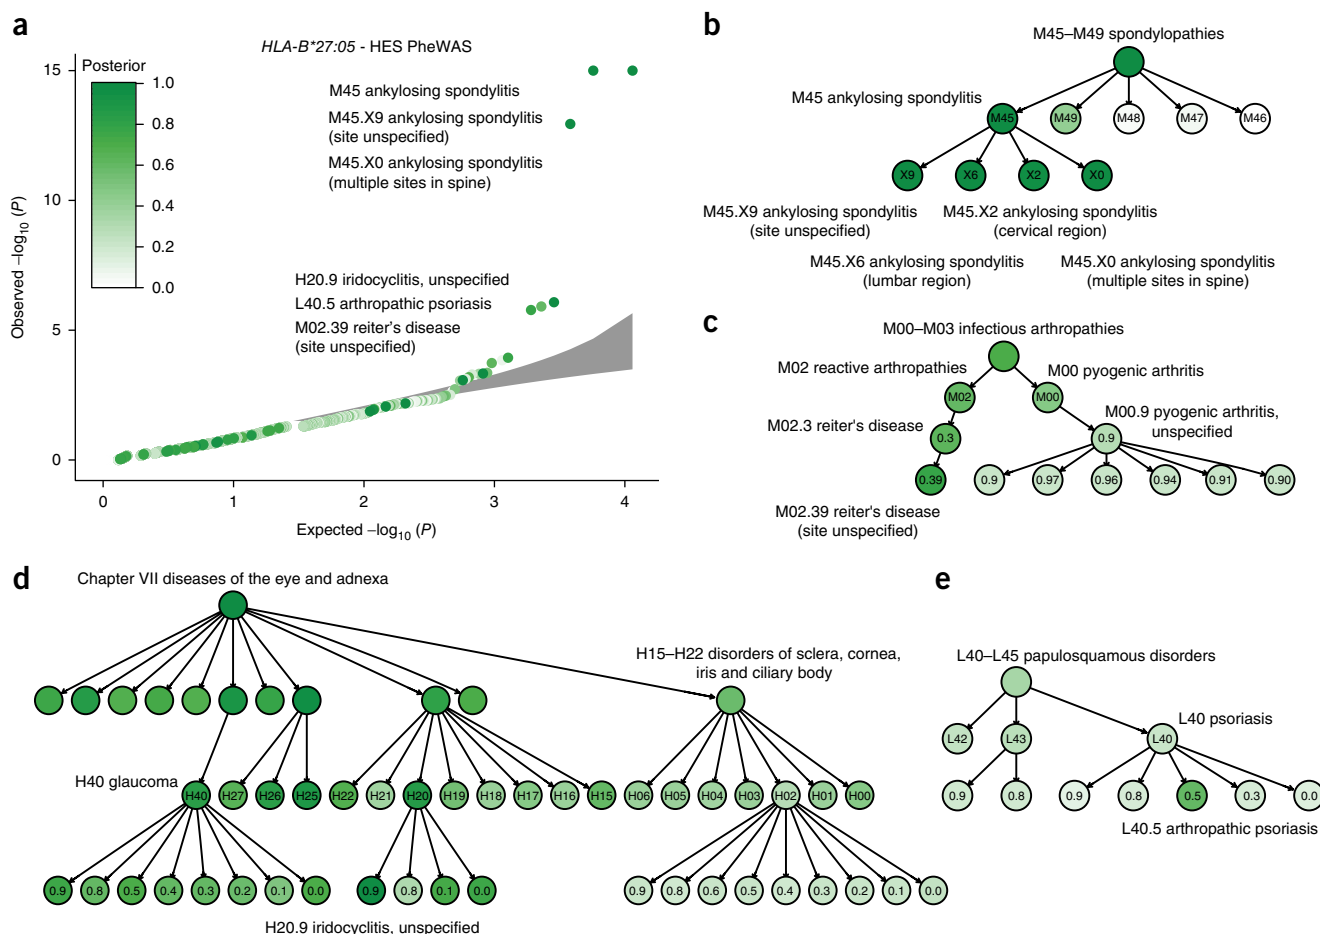 a
HLA-B*27:05 - HES PheWAS
Posterior
1.0
0.8
0.6
0.4
0.2
0.0
M45 ankylosing spondylitis
M45.X9 ankylosing spondylitis
(site unspecified)
M45.X0 ankylosing spondylitis
(multiple sites in spine)
H20.9 iridocyclitis, unspecified
L40.5 arthropathic psoriasis
M02.39 reiter's disease
(site unspecified)
15
10
5
0
Observed –log10 (P)
0 1 2 3 4
Expected –log10 (P)
b
M45–M49 spondylopathies
M45 ankylosing spondylitis
M45 M49 M48 M47 M46
X9 X6 X2 X0
M45.X9 ankylosing spondylitis
(site unspecified)
M45.X2 ankylosing spondylitis
(cervical region)
M45.X6 ankylosing spondylitis
(lumbar region)
M45.X0 ankylosing spondylitis
(multiple sites in spine)
c
M00–M03 infectious arthropathies
M02 reactive arthropathies
M00 pyogenic arthritis
M02 M00
M02.3 reiter's disease
M00.9 pyogenic arthritis,
unspecified
0.3 0.9
0.39 0.9 0.97 0.96 0.94 0.91 0.90
M02.39 reiter's disease
(site unspecified)
d
Chapter VII diseases of the eye and adnexa
H15–H22 disorders of sclera, cornea,
iris and ciliary body
H40 glaucoma
H40 H27 H26 H25 H22 H21 H20 H19 H18 H17 H16 H15 H06 H05 H04 H03 H02 H01 H00
0.9 0.8 0.5 0.4 0.3 0.2 0.1 0.0 0.9 0.8 0.1 0.0 0.9 0.8 0.6 0.5 0.4 0.3 0.2 0.1 0.0
H20.9 iridocyclitis, unspecified
e
L40–L45 papulosquamous disorders
L40 psoriasis
L42 L43 L40
0.9 0.8 0.9 0.8 0.5 0.3 0.0
L40.5 arthropathic psoriasis